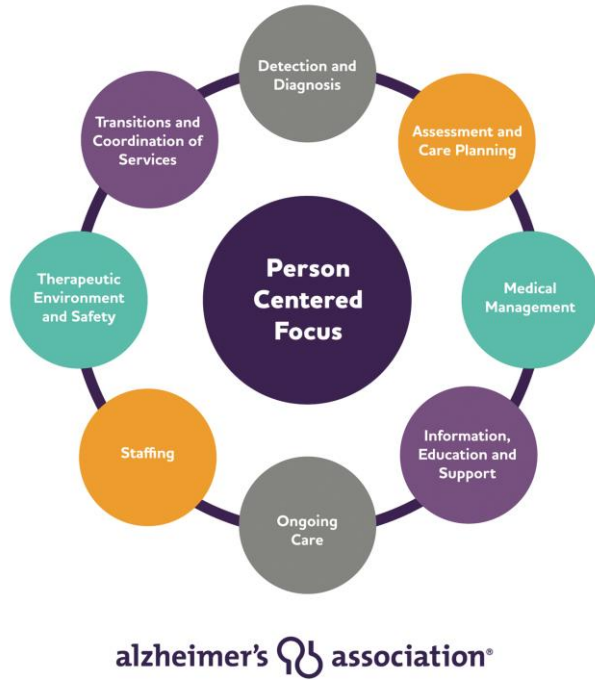 Detection and
Diagnosis
Assessment and
Care Planning
Medical
Management
Information,
Education and
Support
Ongoing
Care
Staffing
Therapeutic
Environment
and Safety
Transitions and
Coordination of
Services
Person
Centered
Focus
alzheimer's association®